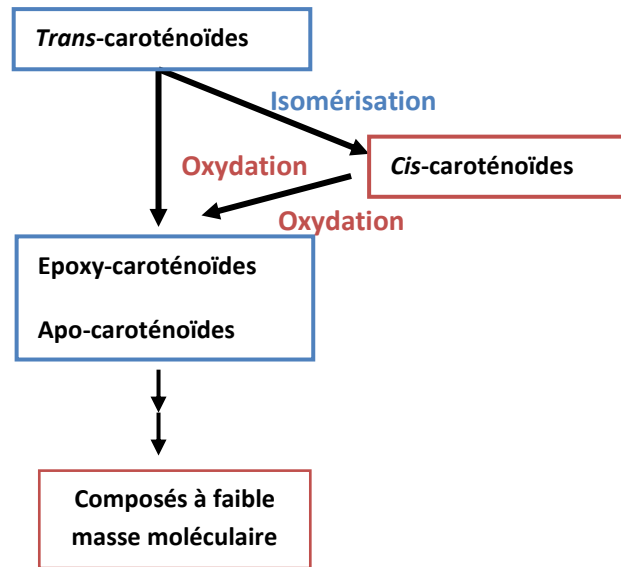 Trans-caroténoïdes
Isomérisation
Oxydation
Cis-caroténoïdes
Oxydation
Epoxy-caroténoïdes
Apo-caroténoïdes
Composés à faible
masse moléculaire